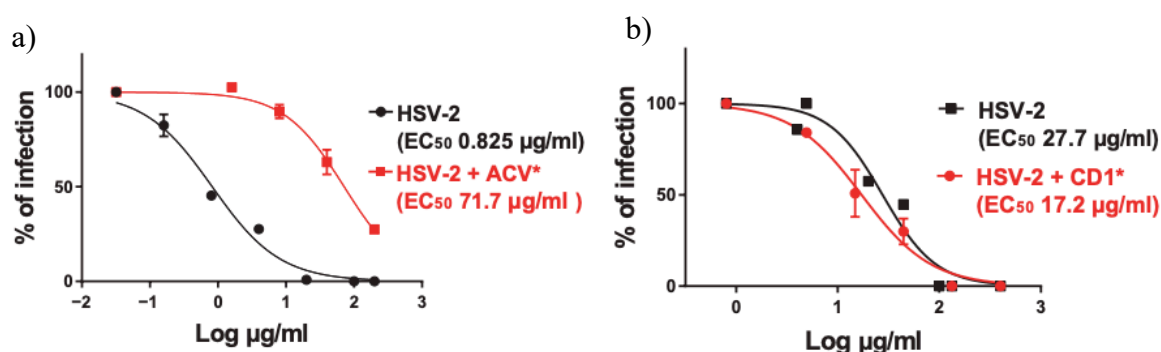 a)
% of infection
100
50
0
−2
−1
0
1
2
3
Log µg/ml
HSV-2
(EC₅₀ 0.825 µg/ml)
HSV-2 + ACV*
(EC₅₀ 71.7 µg/ml )
b)
% of infection
100
50
0
0
1
2
3
Log µg/ml
HSV-2
(EC₅₀ 27.7 µg/ml)
HSV-2 + CD1*
(EC₅₀ 17.2 µg/ml)